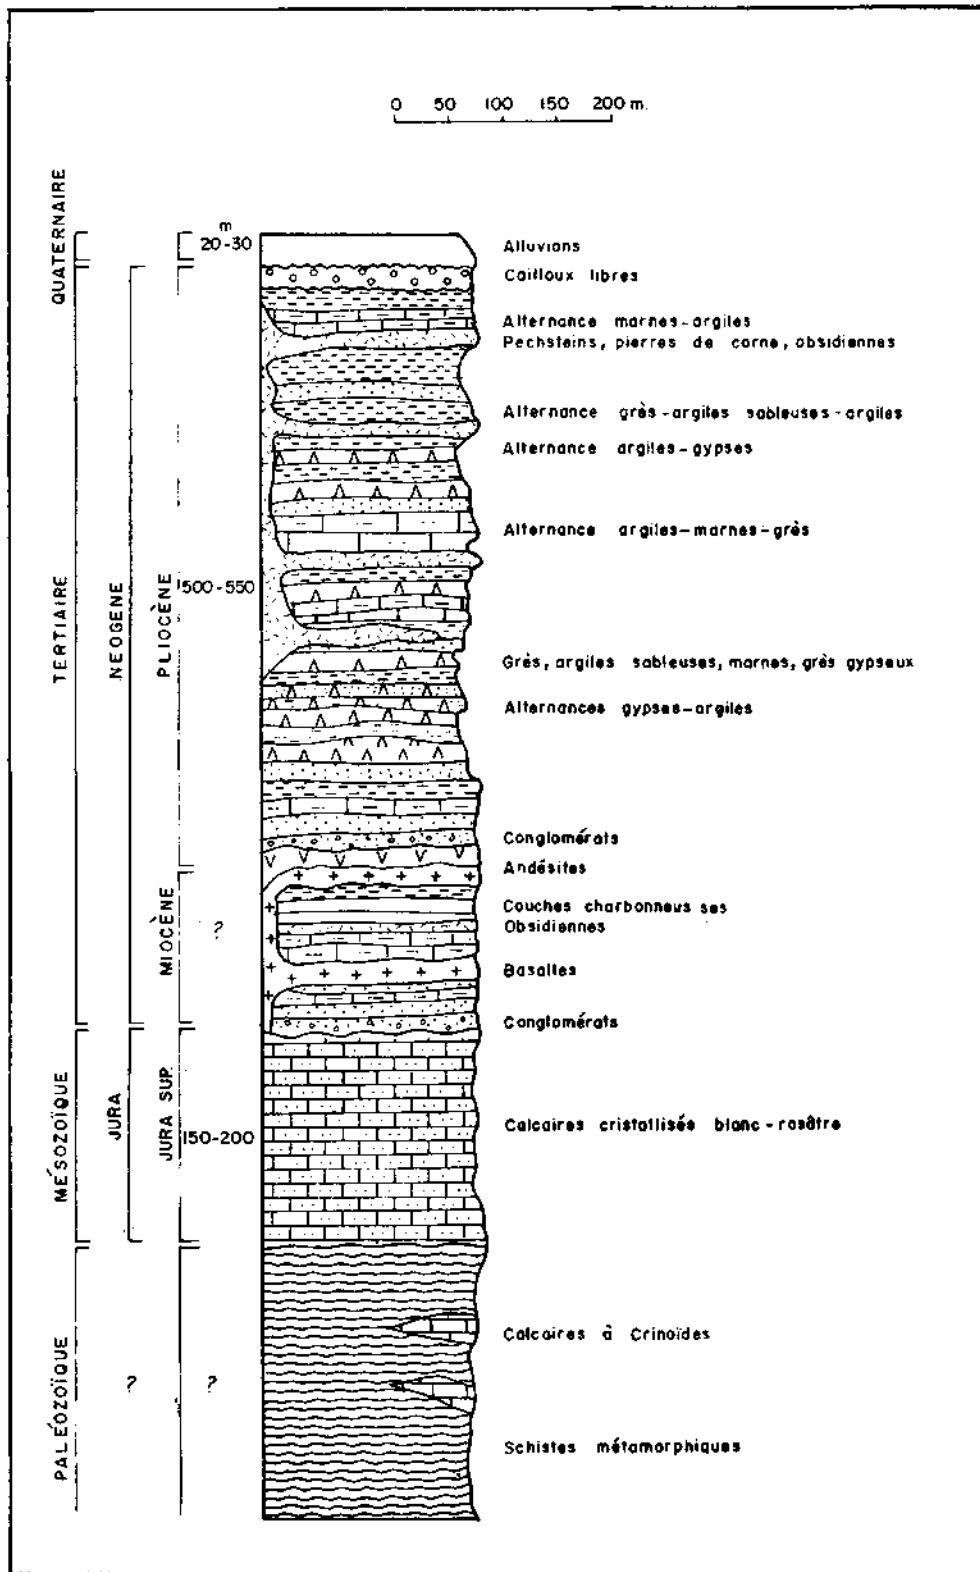 0 50 100 150 200 m.
QUATERNAIRE
TERTIAIRE
MÉSOZOÏQUE
PALÉOZOÏQUE
NEOGENE
JURA
?
PLIOCÈNE
MIOCÈNE
JURA SUP.
m
20-30
500-550
?
150-200
?
Alluvions
Cailloux libres
Alternance marnes-argiles
Pechsteins, pierres de corne, obsidiennes
Alternance grès-argiles sableuses-argiles
Alternance argiles-gypses
Alternance argiles-marnes-grès
Grès, argiles sableuses, marnes, grès gypseux
Alternances gypses-argiles
Conglomérats
Andésites
Couches charbonneus ses
Obsidiennes
Basaltes
Conglomérats
Calcaires cristallisés blanc-rosâtre
Calcaires à Crinoïdes
Schistes métamorphiques